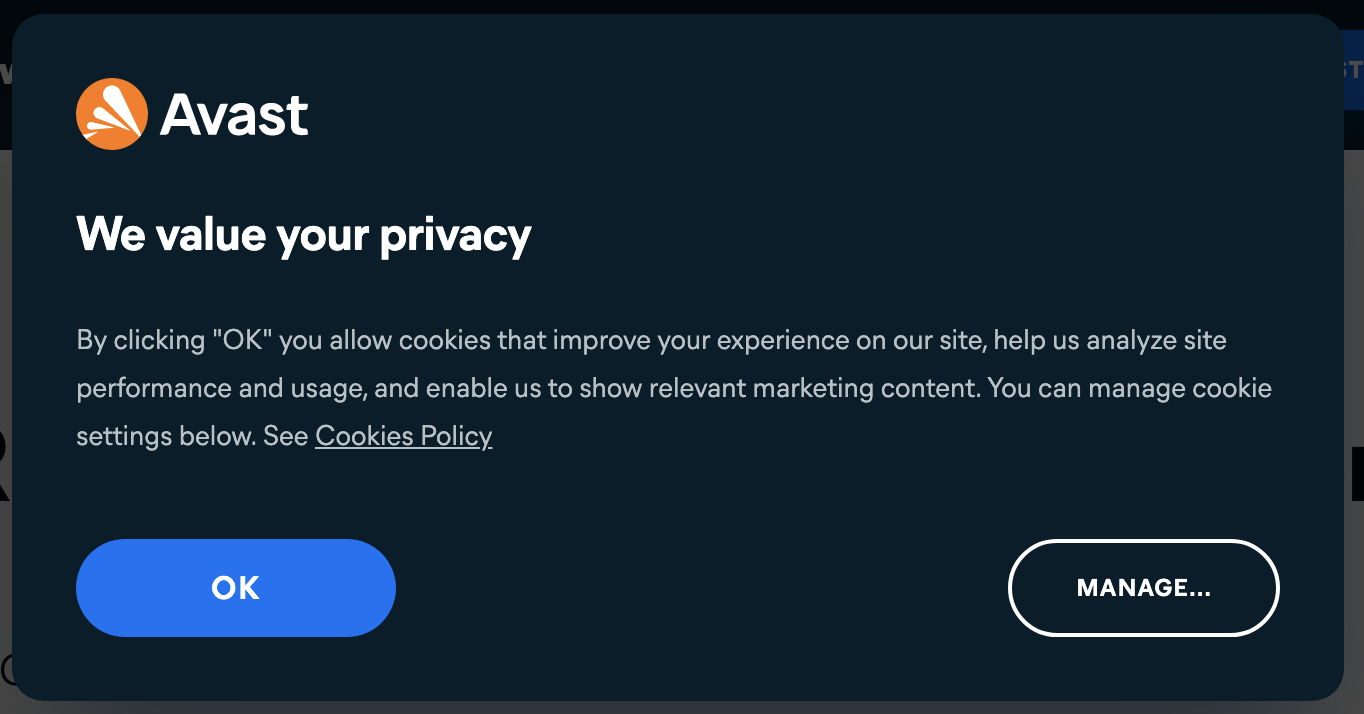 Avast
We value your privacy
By clicking "OK" you allow cookies that improve your experience on our site, help us analyze site
performance and usage, and enable us to show relevant marketing content. You can manage cookie
settings below. See Cookies Policy
OK
MANAGE...